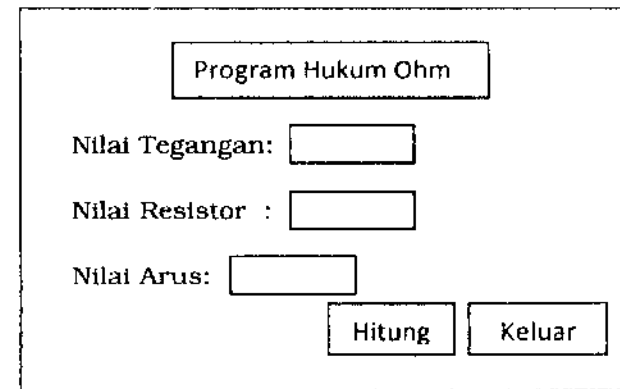 Program Hukum Ohm
Nilai Tegangan:
Nilai Resistor :
Nilai Arus:
Hitung Keluar